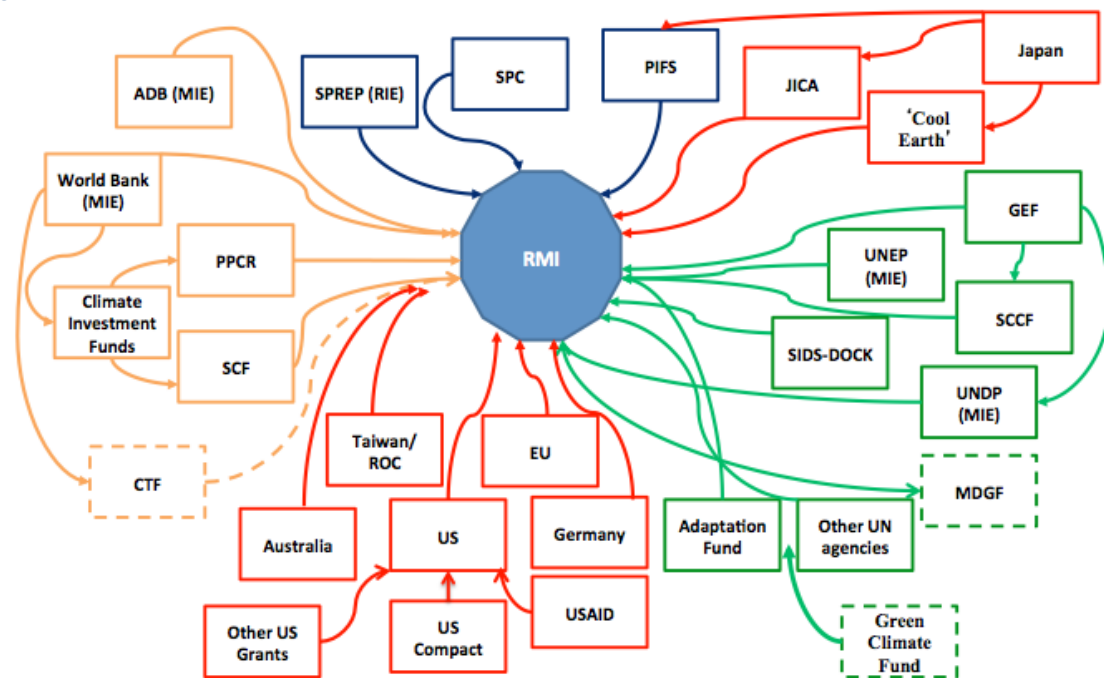 ADB (MIE)
SPREP (RIE)
SPC
PIFS
JICA
Japan
‘Cool
Earth’
World Bank
(MIE)
PPCR
Climate
Investment
Funds
SCF
CTF
RMI
GEF
UNEP
(MIE)
SCCF
SIDS-DOCK
UNDP
(MIE)
MDGF
Taiwan/
ROC
EU
Australia
US
Germany
Adaptation
Fund
Other UN
agencies
Other US
Grants
US
Compact
USAID
Green
Climate
Fund